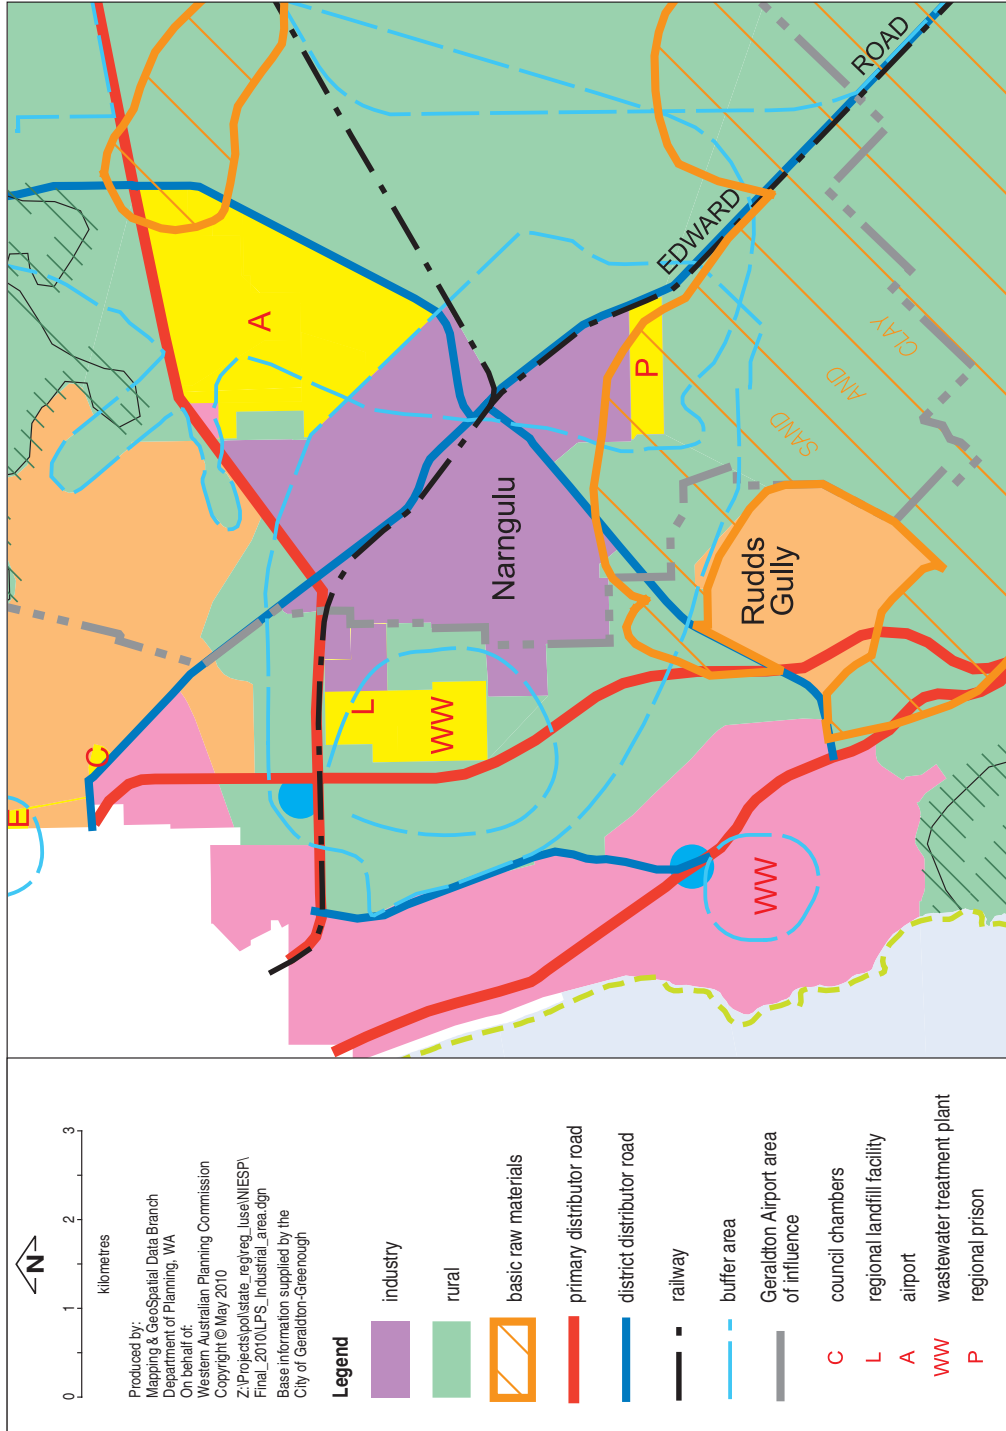 E
C
A
L
WW
Narngulu
P
EDWARD
ROAD
SAND
AND
CLAY
Rudds
Gully
WW
N
0 1 2 3
kilometres
Produced by:
Mapping & GeoSpatial Data Branch
Department of Planning, WA
On behalf of:
Western Australian Planning Commission
Copyright © May 2010
Z:\Projects\pol\state_reg\reg_luse\NIESP\
Final_2010\LPS_Industrial_area.dgn
Base information supplied by the
City of Geraldton-Greenough
Legend
industry
rural
basic raw materials
primary distributor road
district distributor road
railway
buffer area
Geraldton Airport area
of influence
C council chambers
L regional landfill facility
A airport
WW wastewater treatment plant
P regional prison